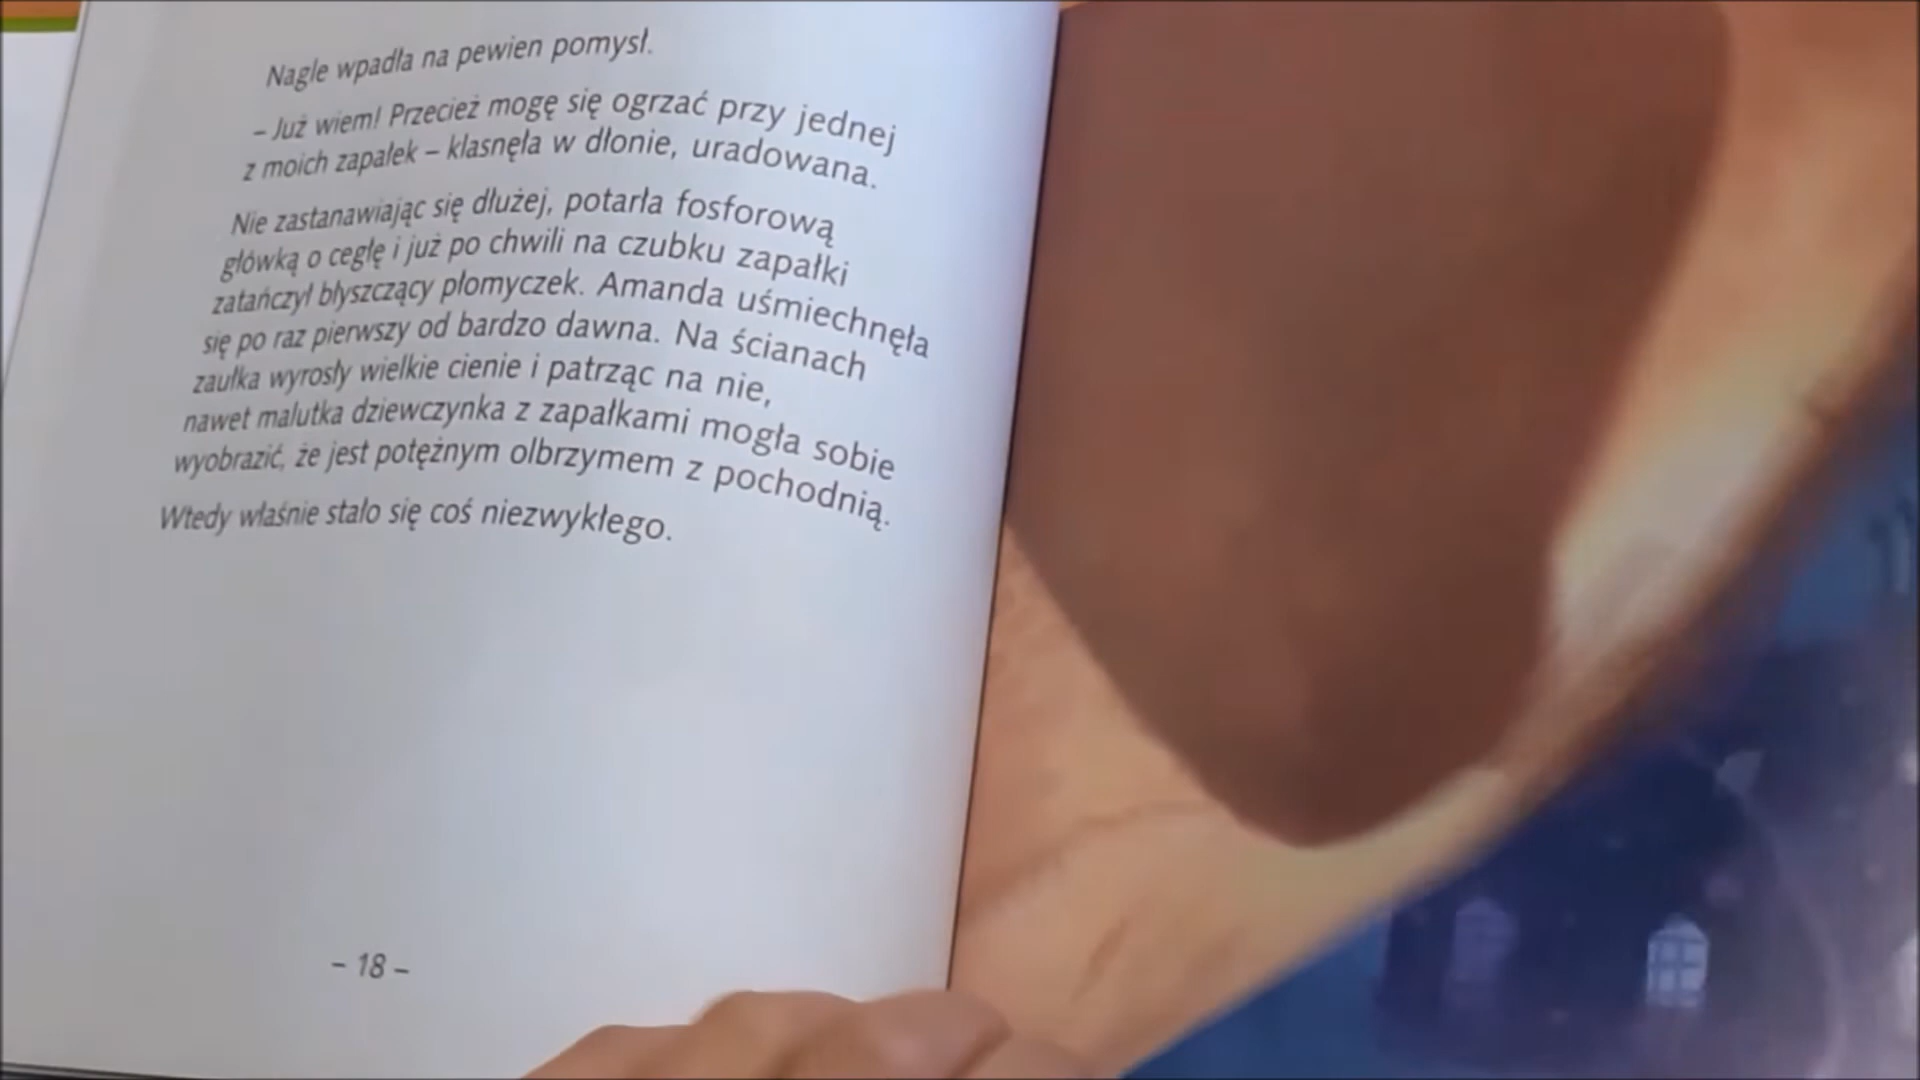 Nagle wpadła na pewien pomysł.
– Już wiem! Przecież mogę się ogrzać przy jednej
z moich zapałek – klasnęła w dłonie, uradowana.
Nie zastanawiając się dłużej, potarła fosforową
główką o cegłę i już po chwili na czubku zapałki
zatańczył błyszczący płomyczek. Amanda uśmiechnęła
się po raz pierwszy od bardzo dawna. Na ścianach
zaułka wyrosły wielkie cienie i patrząc na nie,
nawet malutka dziewczynka z zapałkami mogła sobie
wyobrazić, że jest potężnym olbrzymem z pochodnią.
Wtedy właśnie stało się coś niezwykłego.
– 18 –